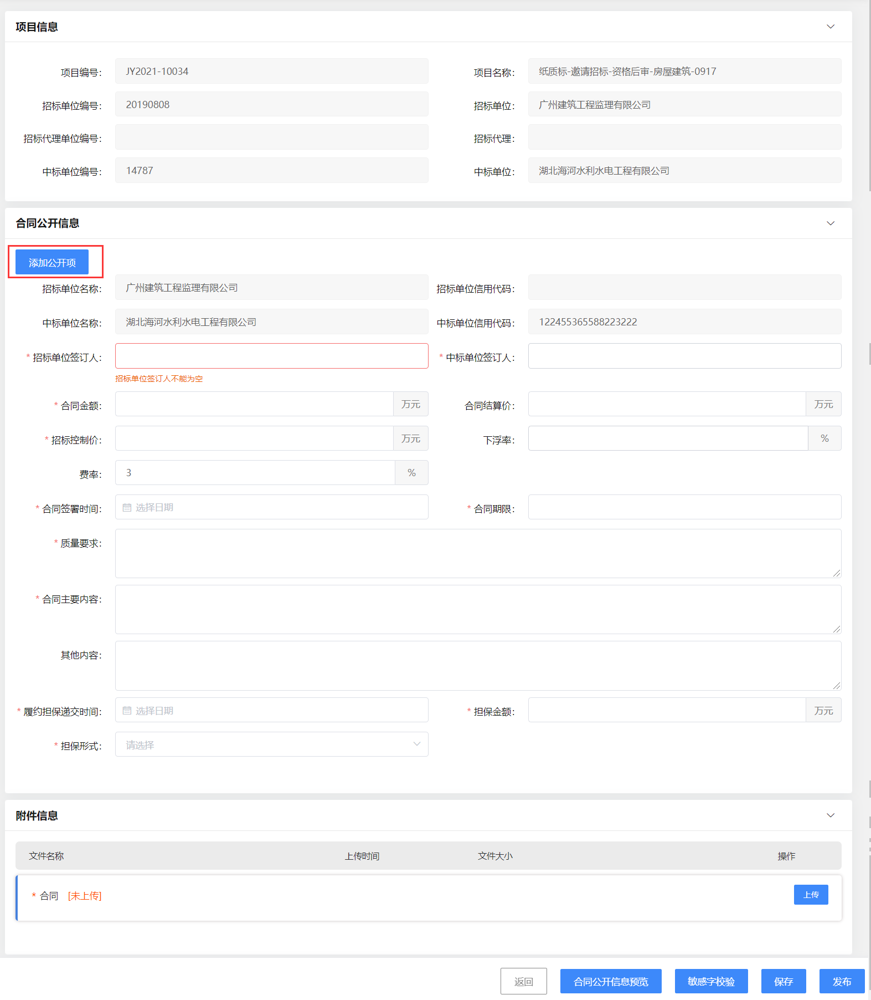 项目信息
项目编号: JY2021-10034 项目名称: 纸质标-邀请招标-资格后审-房屋建筑-0917
招标单位编号: 20190808 招标单位: 广州建筑工程监理有限公司
招标代理单位编号: 招标代理:
中标单位编号: 14787 中标单位: 湖北海河水利水电工程有限公司
合同公开信息
添加公开项
招标单位名称: 广州建筑工程监理有限公司 招标单位信用代码:
中标单位名称: 湖北海河水利水电工程有限公司 中标单位信用代码: 122455365588223222
* 招标单位签订人: * 中标单位签订人:
招标单位签订人不能为空
* 合同金额: 万元 合同结算价: 万元
* 招标控制价: 万元 下浮率: %
费率: 3 %
* 合同签署时间: 选择日期 * 合同期限:
* 质量要求:
* 合同主要内容:
其他内容:
* 履约担保递交时间: 选择日期 * 担保金额: 万元
* 担保形式: 请选择
附件信息
文件名称 上传时间 文件大小 操作
* 合同 [未上传] 上传
返回 合同公开信息预览 敏感字校验 保存 发布